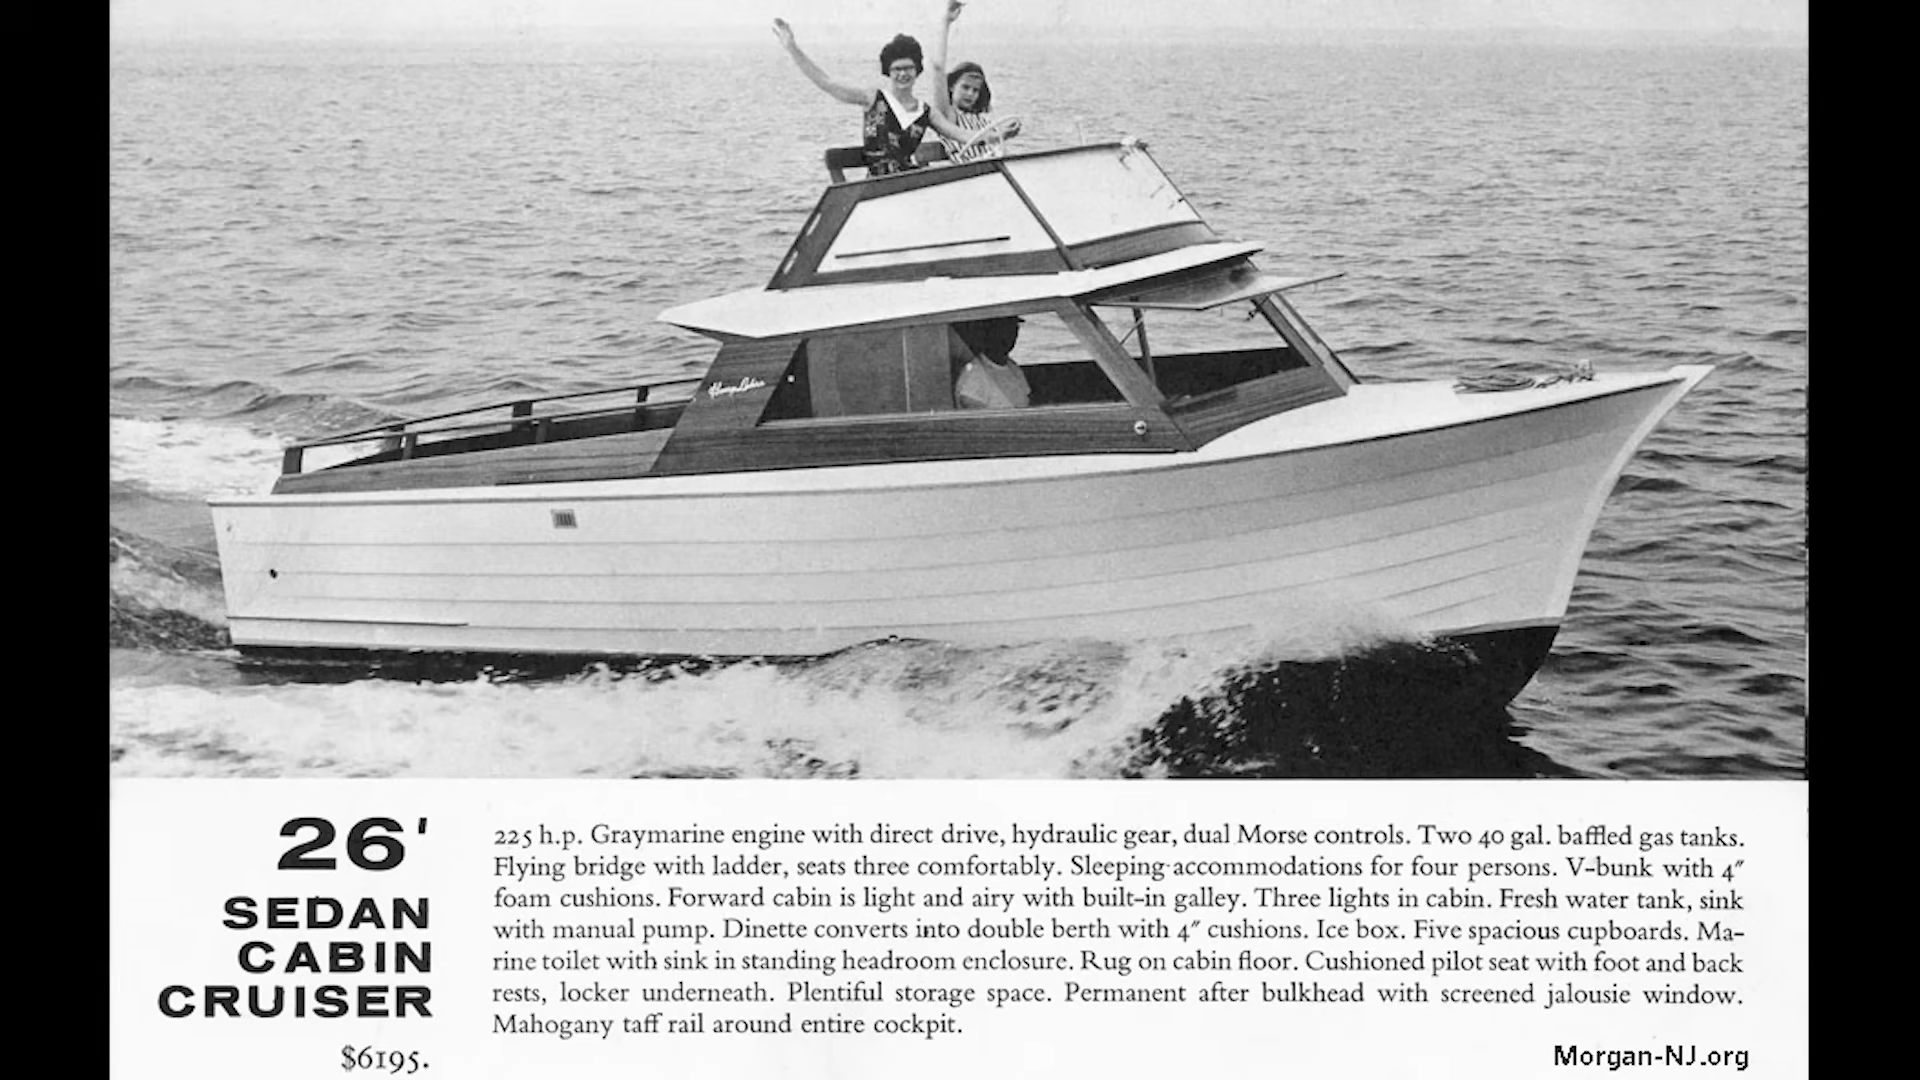 26'
SEDAN
CABIN
CRUISER
$6195.
225 h.p. Graymarine engine with direct drive, hydraulic gear, dual Morse controls. Two 40 gal. baffled gas tanks.
Flying bridge with ladder, seats three comfortably. Sleeping accommodations for four persons. V-bunk with 4"
foam cushions. Forward cabin is light and airy with built-in galley. Three lights in cabin. Fresh water tank, sink
with manual pump. Dinette converts into double berth with 4" cushions. Ice box. Five spacious cupboards. Ma-
rine toilet with sink in standing headroom enclosure. Rug on cabin floor. Cushioned pilot seat with foot and back
rests, locker underneath. Plentiful storage space. Permanent after bulkhead with screened jalousie window.
Mahogany taff rail around entire cockpit.
Morgan-NJ.org